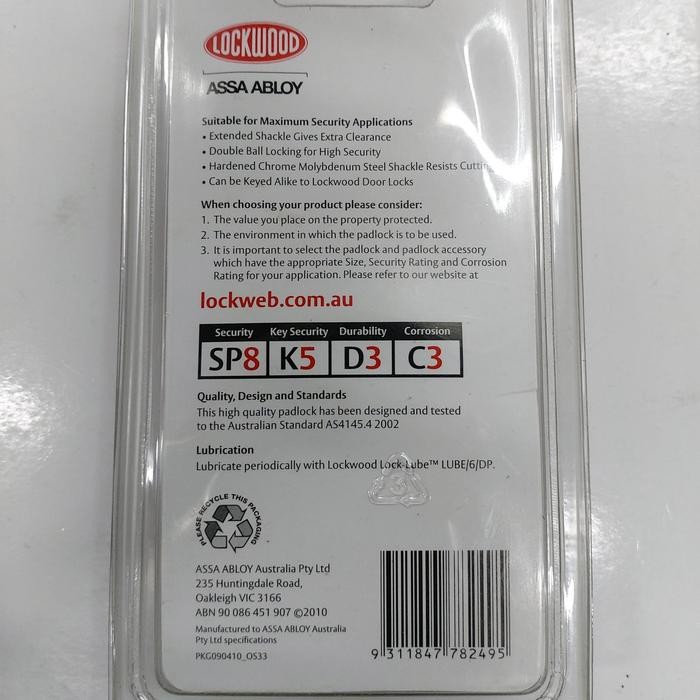 LOCKWOOD
ASSA ABLOY
Suitable for Maximum Security Applications
• Extended Shackle Gives Extra Clearance
• Double Ball Locking for High Security
• Hardened Chrome Molybdenum Steel Shackle Resists Cutting
• Can be Keyed Alike to Lockwood Door Locks
When choosing your product please consider:
1. The value you place on the property protected.
2. The environment in which the padlock is to be used.
3. It is important to select the padlock and padlock accessory
which have the appropriate Size, Security Rating and Corrosion
Rating for your application. Please refer to our website at
lockweb.com.au
Security Key Security Durability Corrosion
SP8 K5 D3 C3
Quality, Design and Standards
This high quality padlock has been designed and tested
to the Australian Standard AS4145.4 2002
Lubrication
Lubricate periodically with Lockwood Lock-Lube™ LUBE/6/DP.
3
PLEASE RECYCLE THIS PACKAGING
ASSA ABLOY Australia Pty Ltd
235 Huntingdale Road,
Oakleigh VIC 3166
ABN 90 086 451 907 ©2010
Manufactured to ASSA ABLOY Australia
Pty Ltd specifications
PKG090410_OS33
9 311847 782495